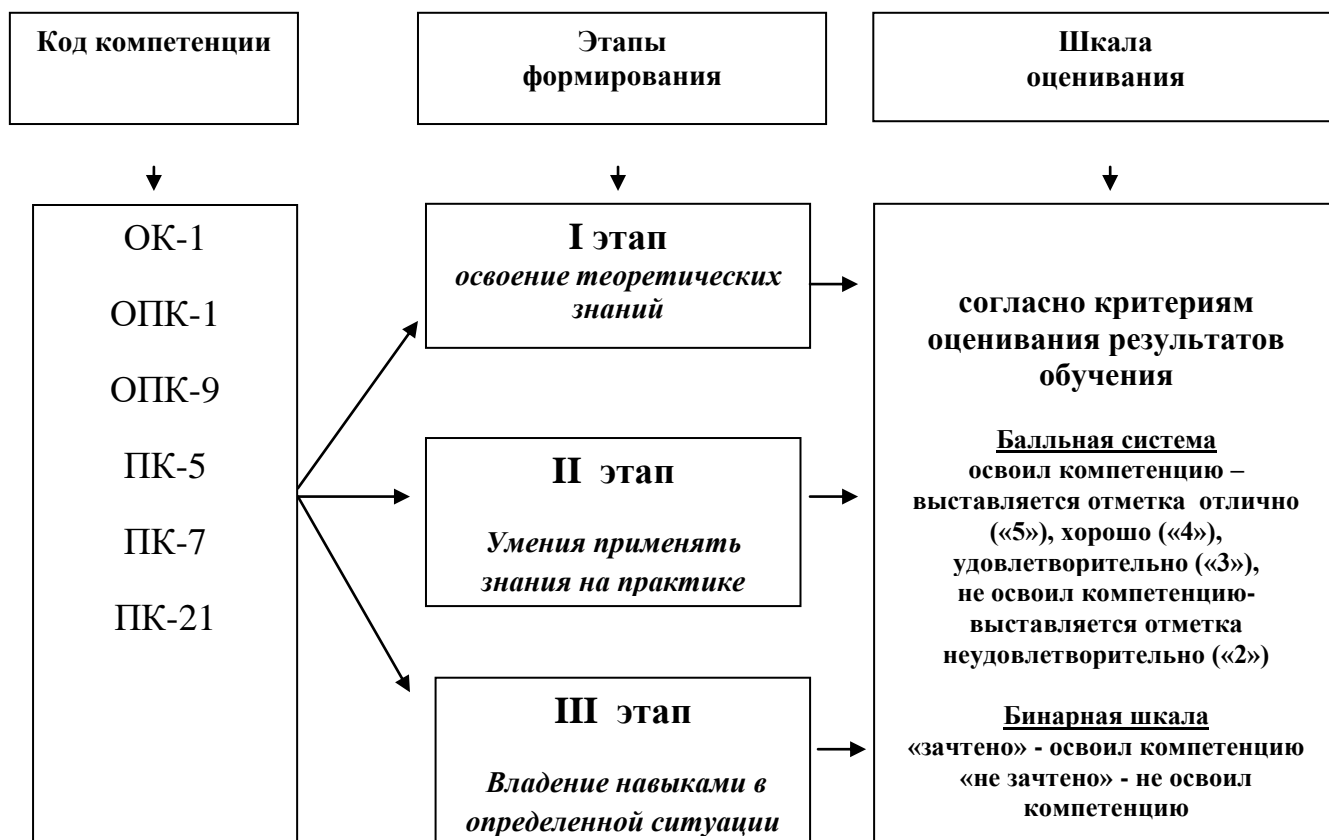 Код компетенции
Этапы
формирования
Шкала
оценивания
ОК-1
ОПК-1
ОПК-9
ПК-5
ПК-7
ПК-21
I этап
освоение теоретических
знаний
II этап
Умения применять
знания на практике
III этап
Владение навыками в
определенной ситуации
согласно критериям
оценивания результатов
обучения
Балльная система
освоил компетенцию –
выставляется отметка отлично
(«5»), хорошо («4»),
удовлетворительно («3»),
не освоил компетенцию-
выставляется отметка
неудовлетворительно («2»)
Бинарная шкала
«зачтено» - освоил компетенцию
«не зачтено» - не освоил
компетенцию